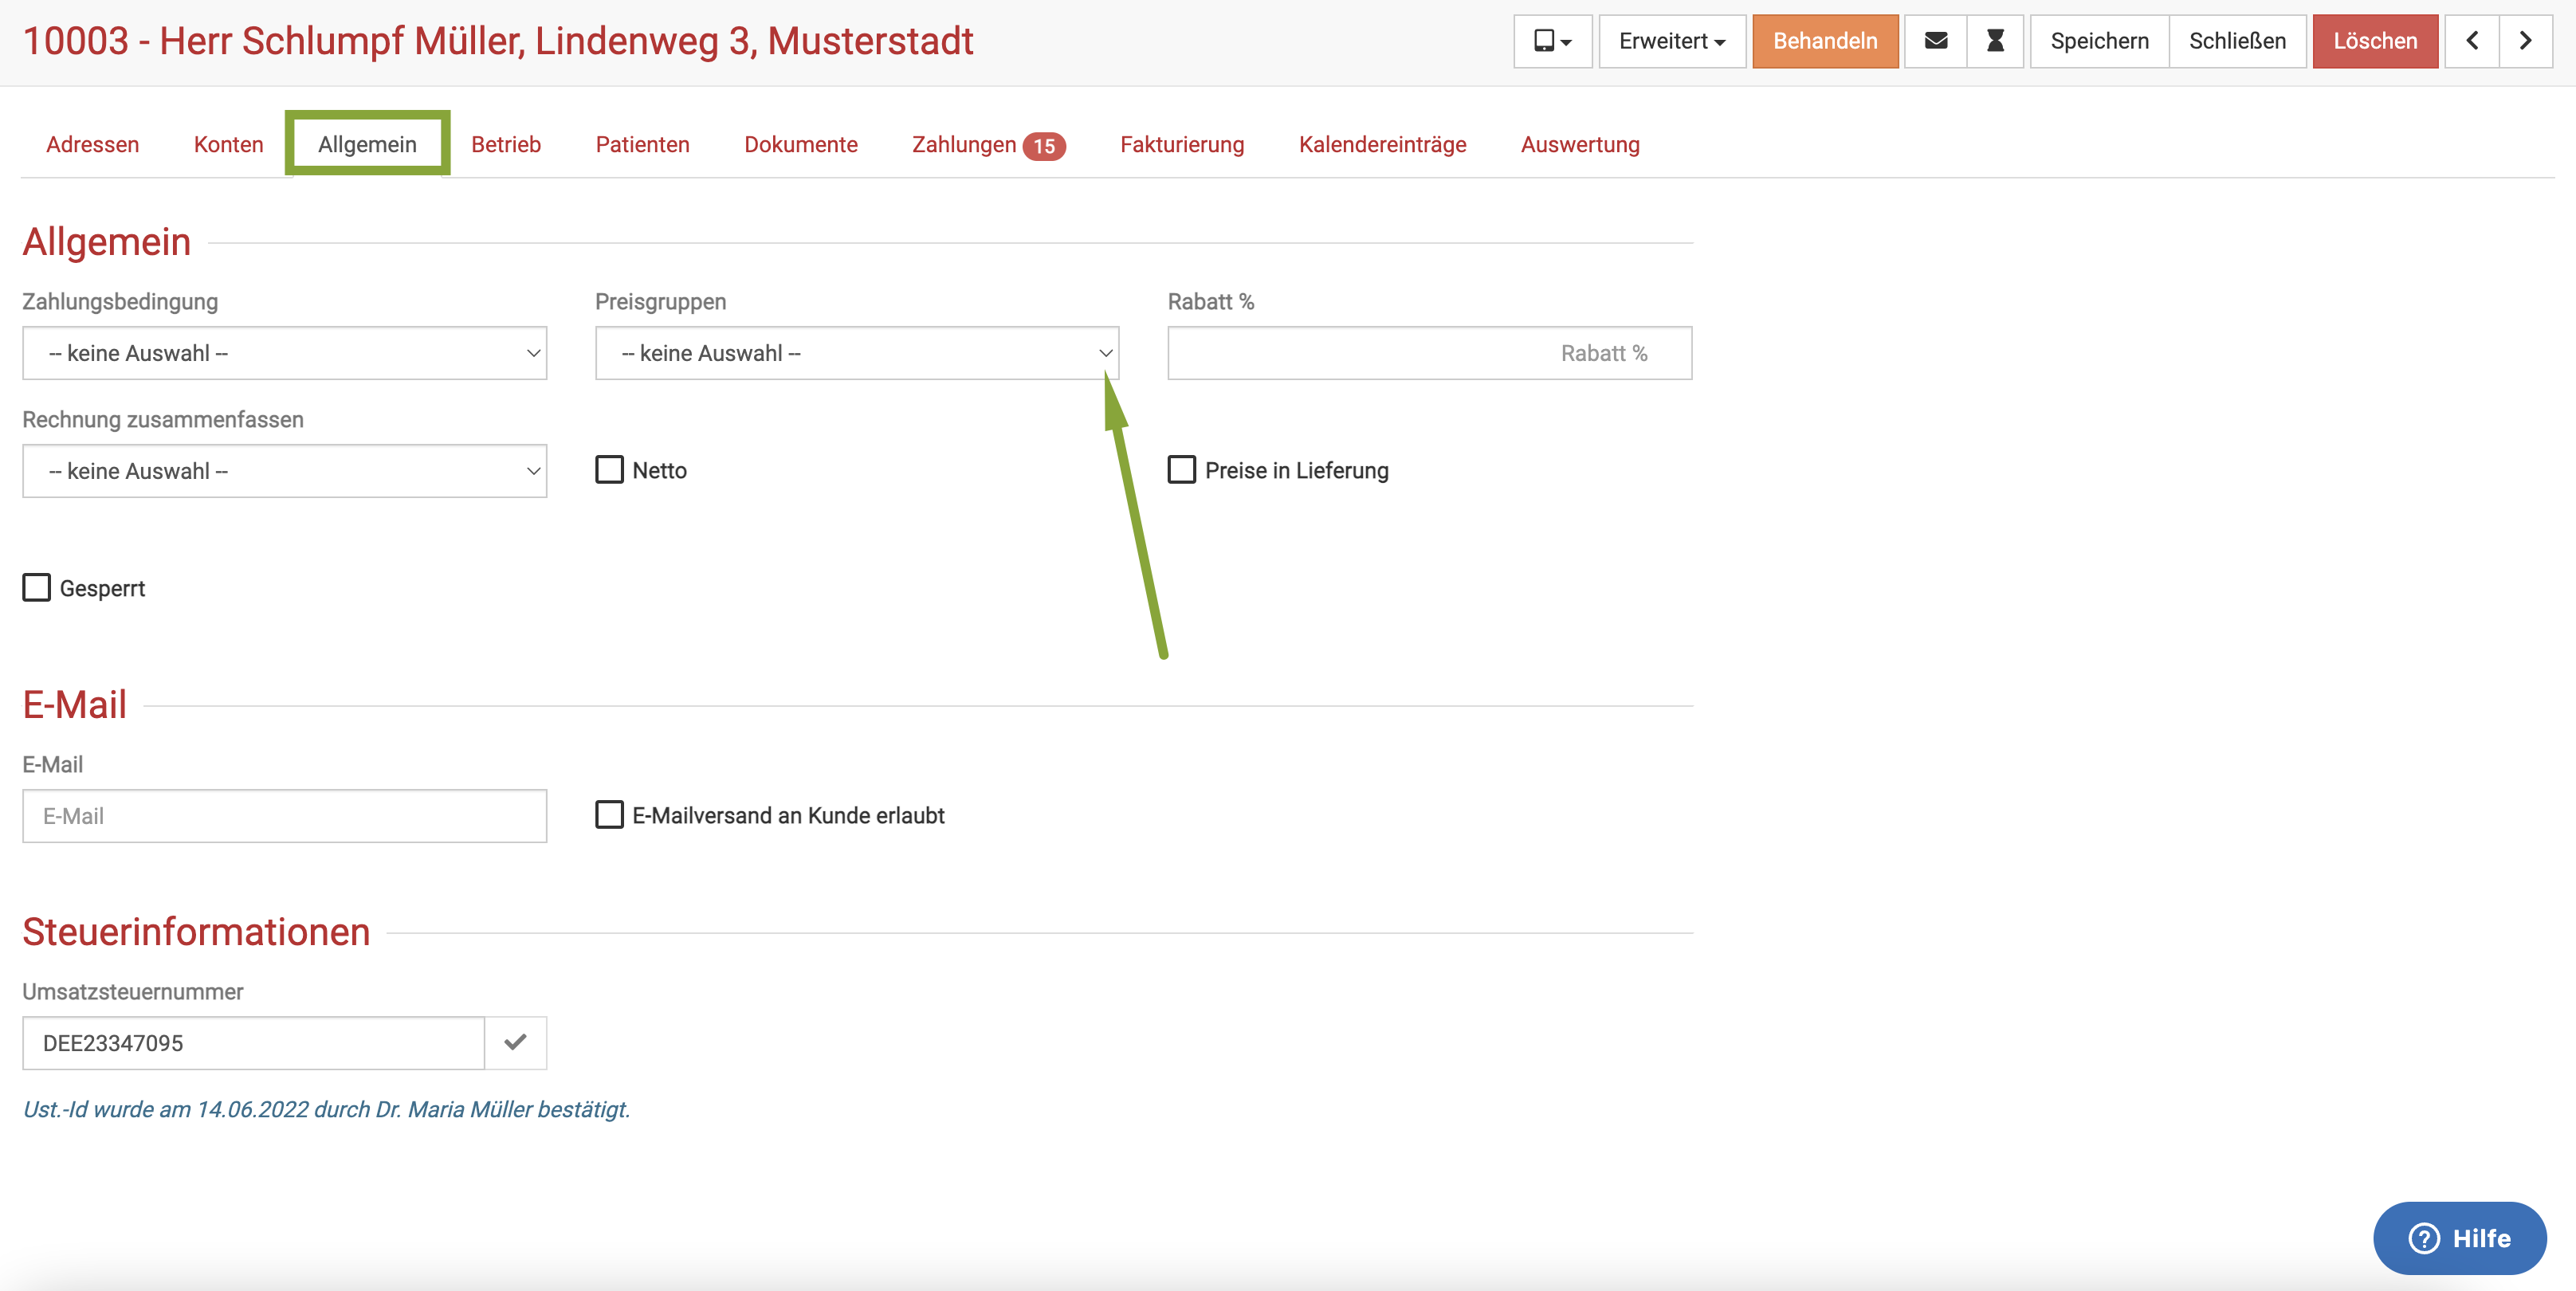 10003 - Herr Schlumpf Müller, Lindenweg 3, Musterstadt
Erweitert
Behandeln
Speichern
Schließen
Löschen
Adressen
Konten
Allgemein
Betrieb
Patienten
Dokumente
Zahlungen 15
Fakturierung
Kalendereinträge
Auswertung
Allgemein
Zahlungsbedingung
Preisgruppen
Rabatt %
-- keine Auswahl --
-- keine Auswahl --
Rabatt %
Rechnung zusammenfassen
-- keine Auswahl --
Netto
Preise in Lieferung
Gesperrt
E-Mail
E-Mail
E-Mail
E-Mailversand an Kunde erlaubt
Steuerinformationen
Umsatzsteuernummer
DEE23347095
Ust.-Id wurde am 14.06.2022 durch Dr. Maria Müller bestätigt.
Hilfe